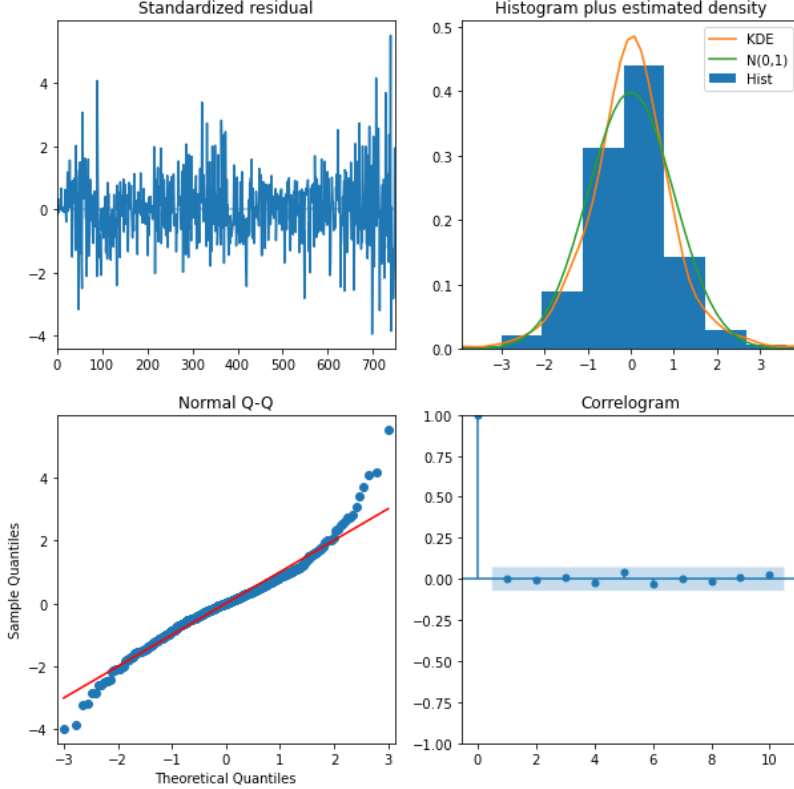 Standardized residual
4
2
0
−2
−4
0 100 200 300 400 500 600 700
Histogram plus estimated density
KDE
N(0,1)
Hist
0.5
0.4
0.3
0.2
0.1
0.0
−3 −2 −1 0 1 2 3
Normal Q-Q
Sample Quantiles
4
2
0
−2
−4
−3 −2 −1 0 1 2 3
Theoretical Quantiles
Correlogram
1.00
0.75
0.50
0.25
0.00
−0.25
−0.50
−0.75
−1.00
0 2 4 6 8 10